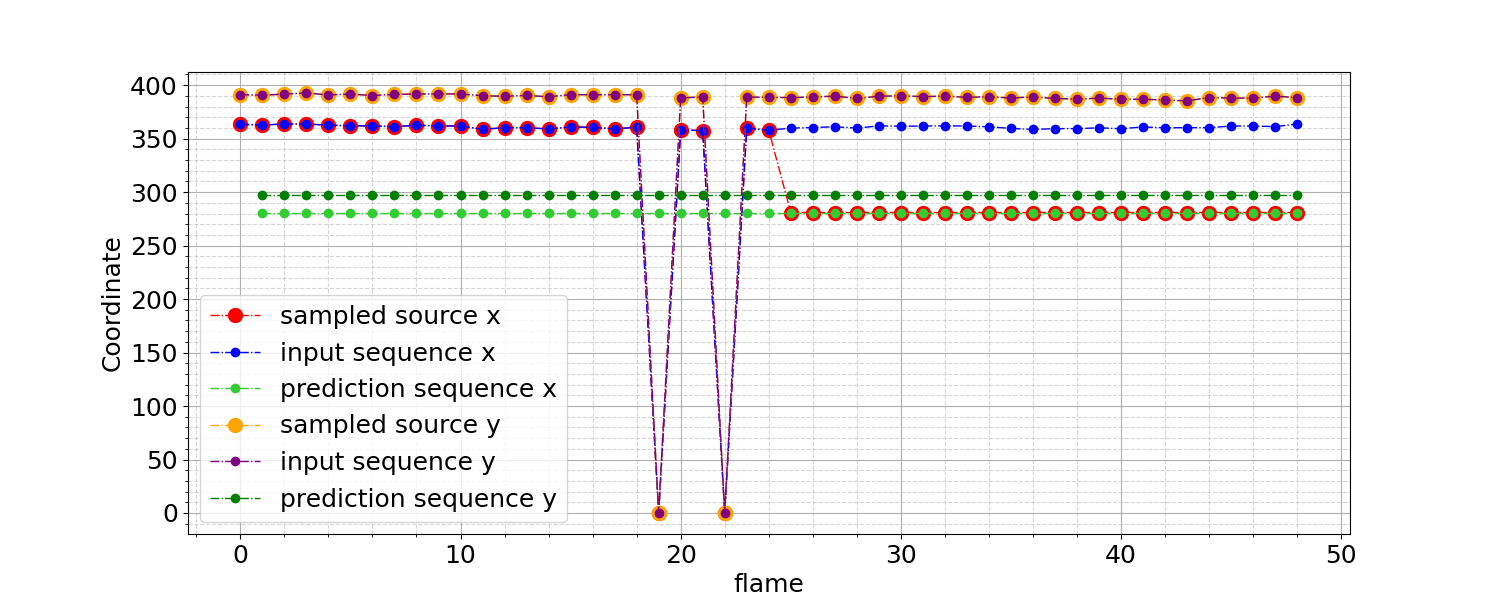 400
350
300
250
200
150
100
50
0
Coordinate
sampled source x
input sequence x
prediction sequence x
sampled source y
input sequence y
prediction sequence y
0 10 20 30 40 50
flame